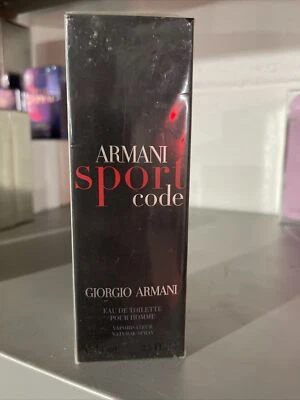 ARMANI
sport
code
GIORGIO ARMANI
EAU DE TOILETTE
POUR HOMME
VAPORISATEUR
NATURAL SPRAY